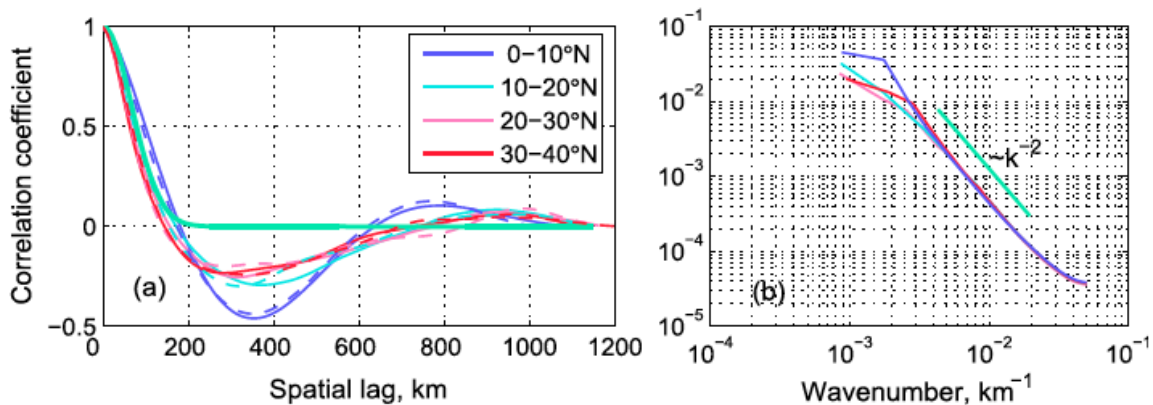 1
0.5
0
−0.5
Correlation coefficient
0−10°N
10−20°N
20−30°N
30−40°N
(a)
0 200 400 600 800 1000 1200
Spatial lag, km
10⁻¹
10⁻²
10⁻³
10⁻⁴
10⁻⁵
~k⁻²
(b)
10⁻⁴ 10⁻³ 10⁻² 10⁻¹
Wavenumber, km⁻¹